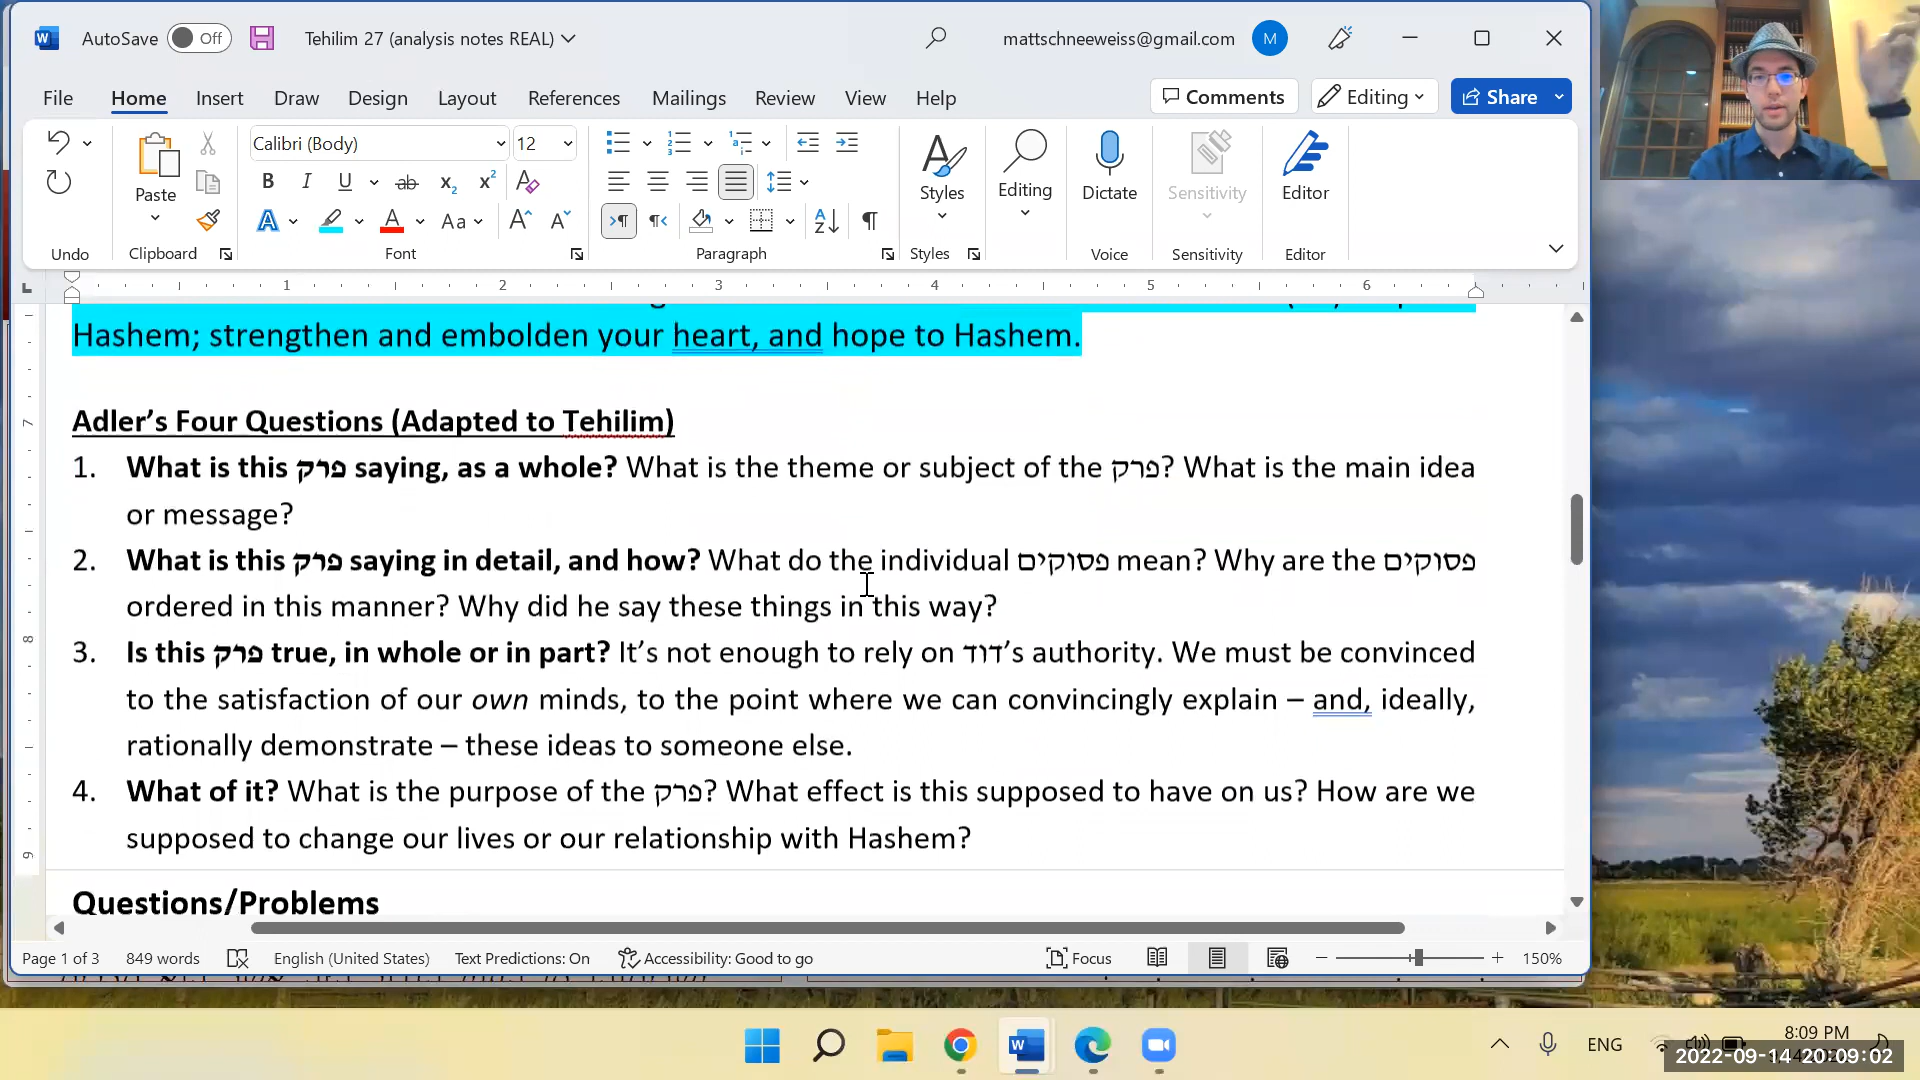 AutoSave Off Tehilim 27 (analysis notes REAL) mattschneeweiss@gmail.com M
File Home Insert Draw Design Layout References Mailings Review View Help Comments Editing Share
Calibri (Body) 12
Paste Styles Editing Dictate Sensitivity Editor
Undo Clipboard Font Paragraph Styles Voice Sensitivity Editor
1 2 3 4 5 6
Hashem; strengthen and embolden your heart, and hope to Hashem.
Adler’s Four Questions (Adapted to Tehilim)
1. What is this פרק saying, as a whole? What is the theme or subject of the פרק? What is the main idea
or message?
2. What is this פרק saying in detail, and how? What do the individual פסוקים mean? Why are the פסוקים
ordered in this manner? Why did he say these things in this way?
3. Is this פרק true, in whole or in part? It’s not enough to rely on דוד’s authority. We must be convinced
to the satisfaction of our own minds, to the point where we can convincingly explain – and, ideally,
rationally demonstrate – these ideas to someone else.
4. What of it? What is the purpose of the פרק? What effect is this supposed to have on us? How are we
supposed to change our lives or our relationship with Hashem?
Questions/Problems
7
8
9
Page 1 of 3 849 words English (United States) Text Predictions: On Accessibility: Good to go Focus 150%
ENG 8:09 PM
2022-09-14 20:09:02